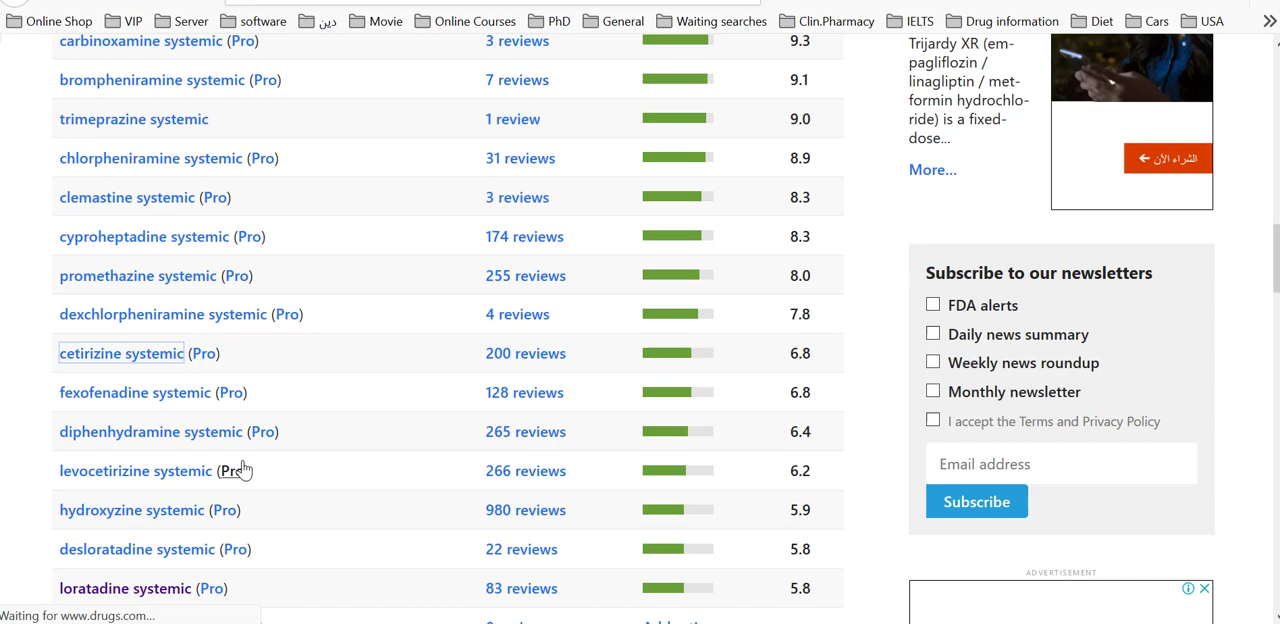 Online Shop VIP Server software دين Movie Online Courses PhD General Waiting searches Clin.Pharmacy IELTS Drug information Diet Cars USA
carbinoxamine systemic (Pro) 3 reviews 9.3
brompheniramine systemic (Pro) 7 reviews 9.1
trimeprazine systemic 1 review 9.0
chlorpheniramine systemic (Pro) 31 reviews 8.9
clemastine systemic (Pro) 3 reviews 8.3
cyproheptadine systemic (Pro) 174 reviews 8.3
promethazine systemic (Pro) 255 reviews 8.0
dexchlorpheniramine systemic (Pro) 4 reviews 7.8
cetirizine systemic (Pro) 200 reviews 6.8
fexofenadine systemic (Pro) 128 reviews 6.8
diphenhydramine systemic (Pro) 265 reviews 6.4
levocetirizine systemic (Pro 266 reviews 6.2
hydroxyzine systemic (Pro) 980 reviews 5.9
desloratadine systemic (Pro) 22 reviews 5.8
loratadine systemic (Pro) 83 reviews 5.8
Waiting for www.drugs.com...
Trijardy XR (em-
pagliflozin /
linagliptin / met-
formin hydrochlo-
ride) is a fixed-
dose...
More...
الشراء الآن
Subscribe to our newsletters
FDA alerts
Daily news summary
Weekly news roundup
Monthly newsletter
I accept the Terms and Privacy Policy
Email address
Subscribe
ADVERTISEMENT